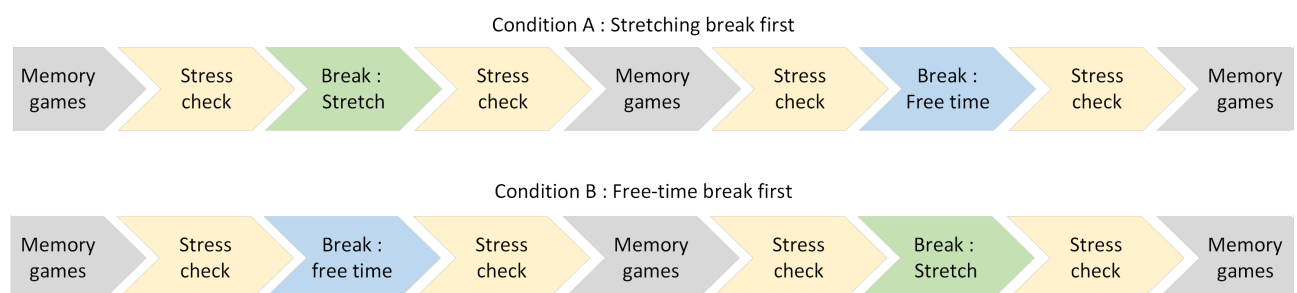 Condition A : Stretching break first
Memory games
Stress check
Break : Stretch
Stress check
Memory games
Stress check
Break : Free time
Stress check
Memory games
Condition B : Free-time break first
Memory games
Stress check
Break : free time
Stress check
Memory games
Stress check
Break : Stretch
Stress check
Memory games